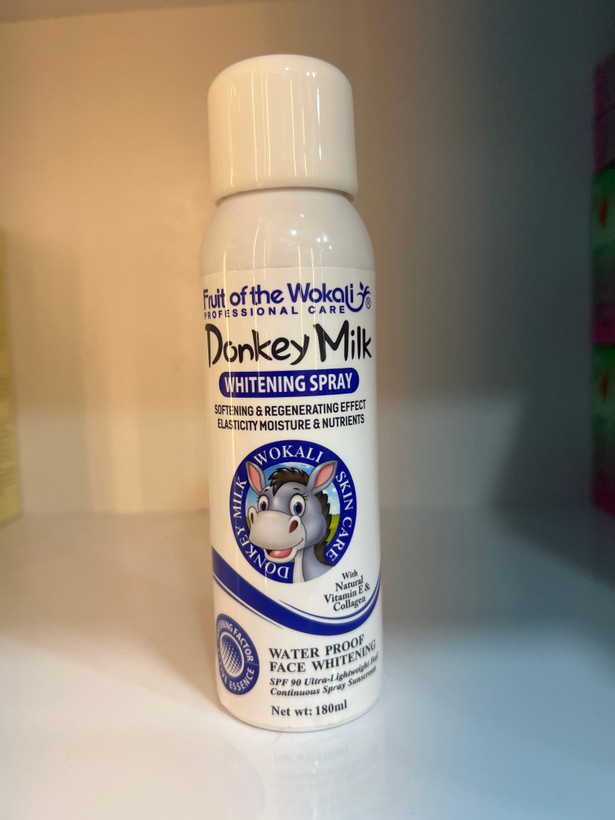 Fruit of the Wokali ®
PROFESSIONAL CARE
Donkey Milk
WHITENING SPRAY
SOFTENING & REGENERATING EFFECT
ELASTICITY MOISTURE & NUTRIENTS
WOKALI SKIN CARE
DONKEY MILK
With
Natural
Vitamin E &
Collagen
FACTOR
ESSENCE
WATER PROOF
FACE WHITENING
SPF 90 Ultra-Lightweight
Continuous Spray Sunscreen
Net wt: 180ml